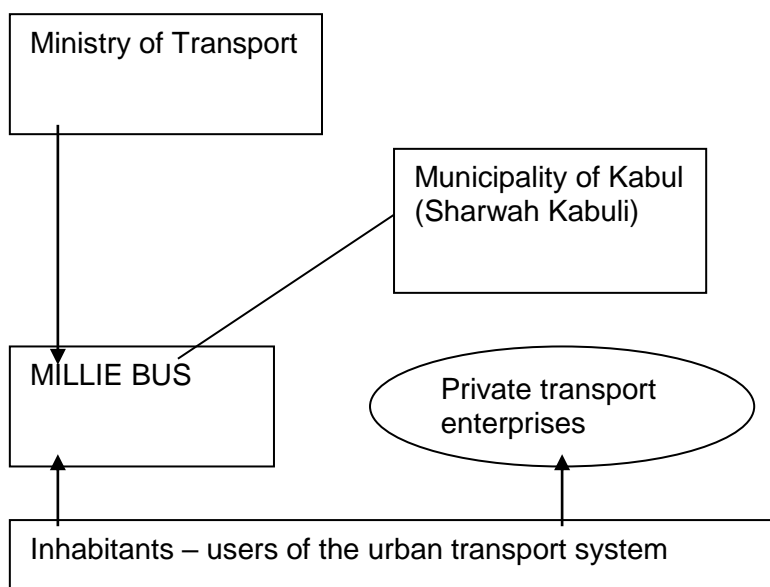 Ministry of Transport
Municipality of Kabul
(Sharwah Kabuli)
MILLIE BUS
Private transport
enterprises
Inhabitants – users of the urban transport system